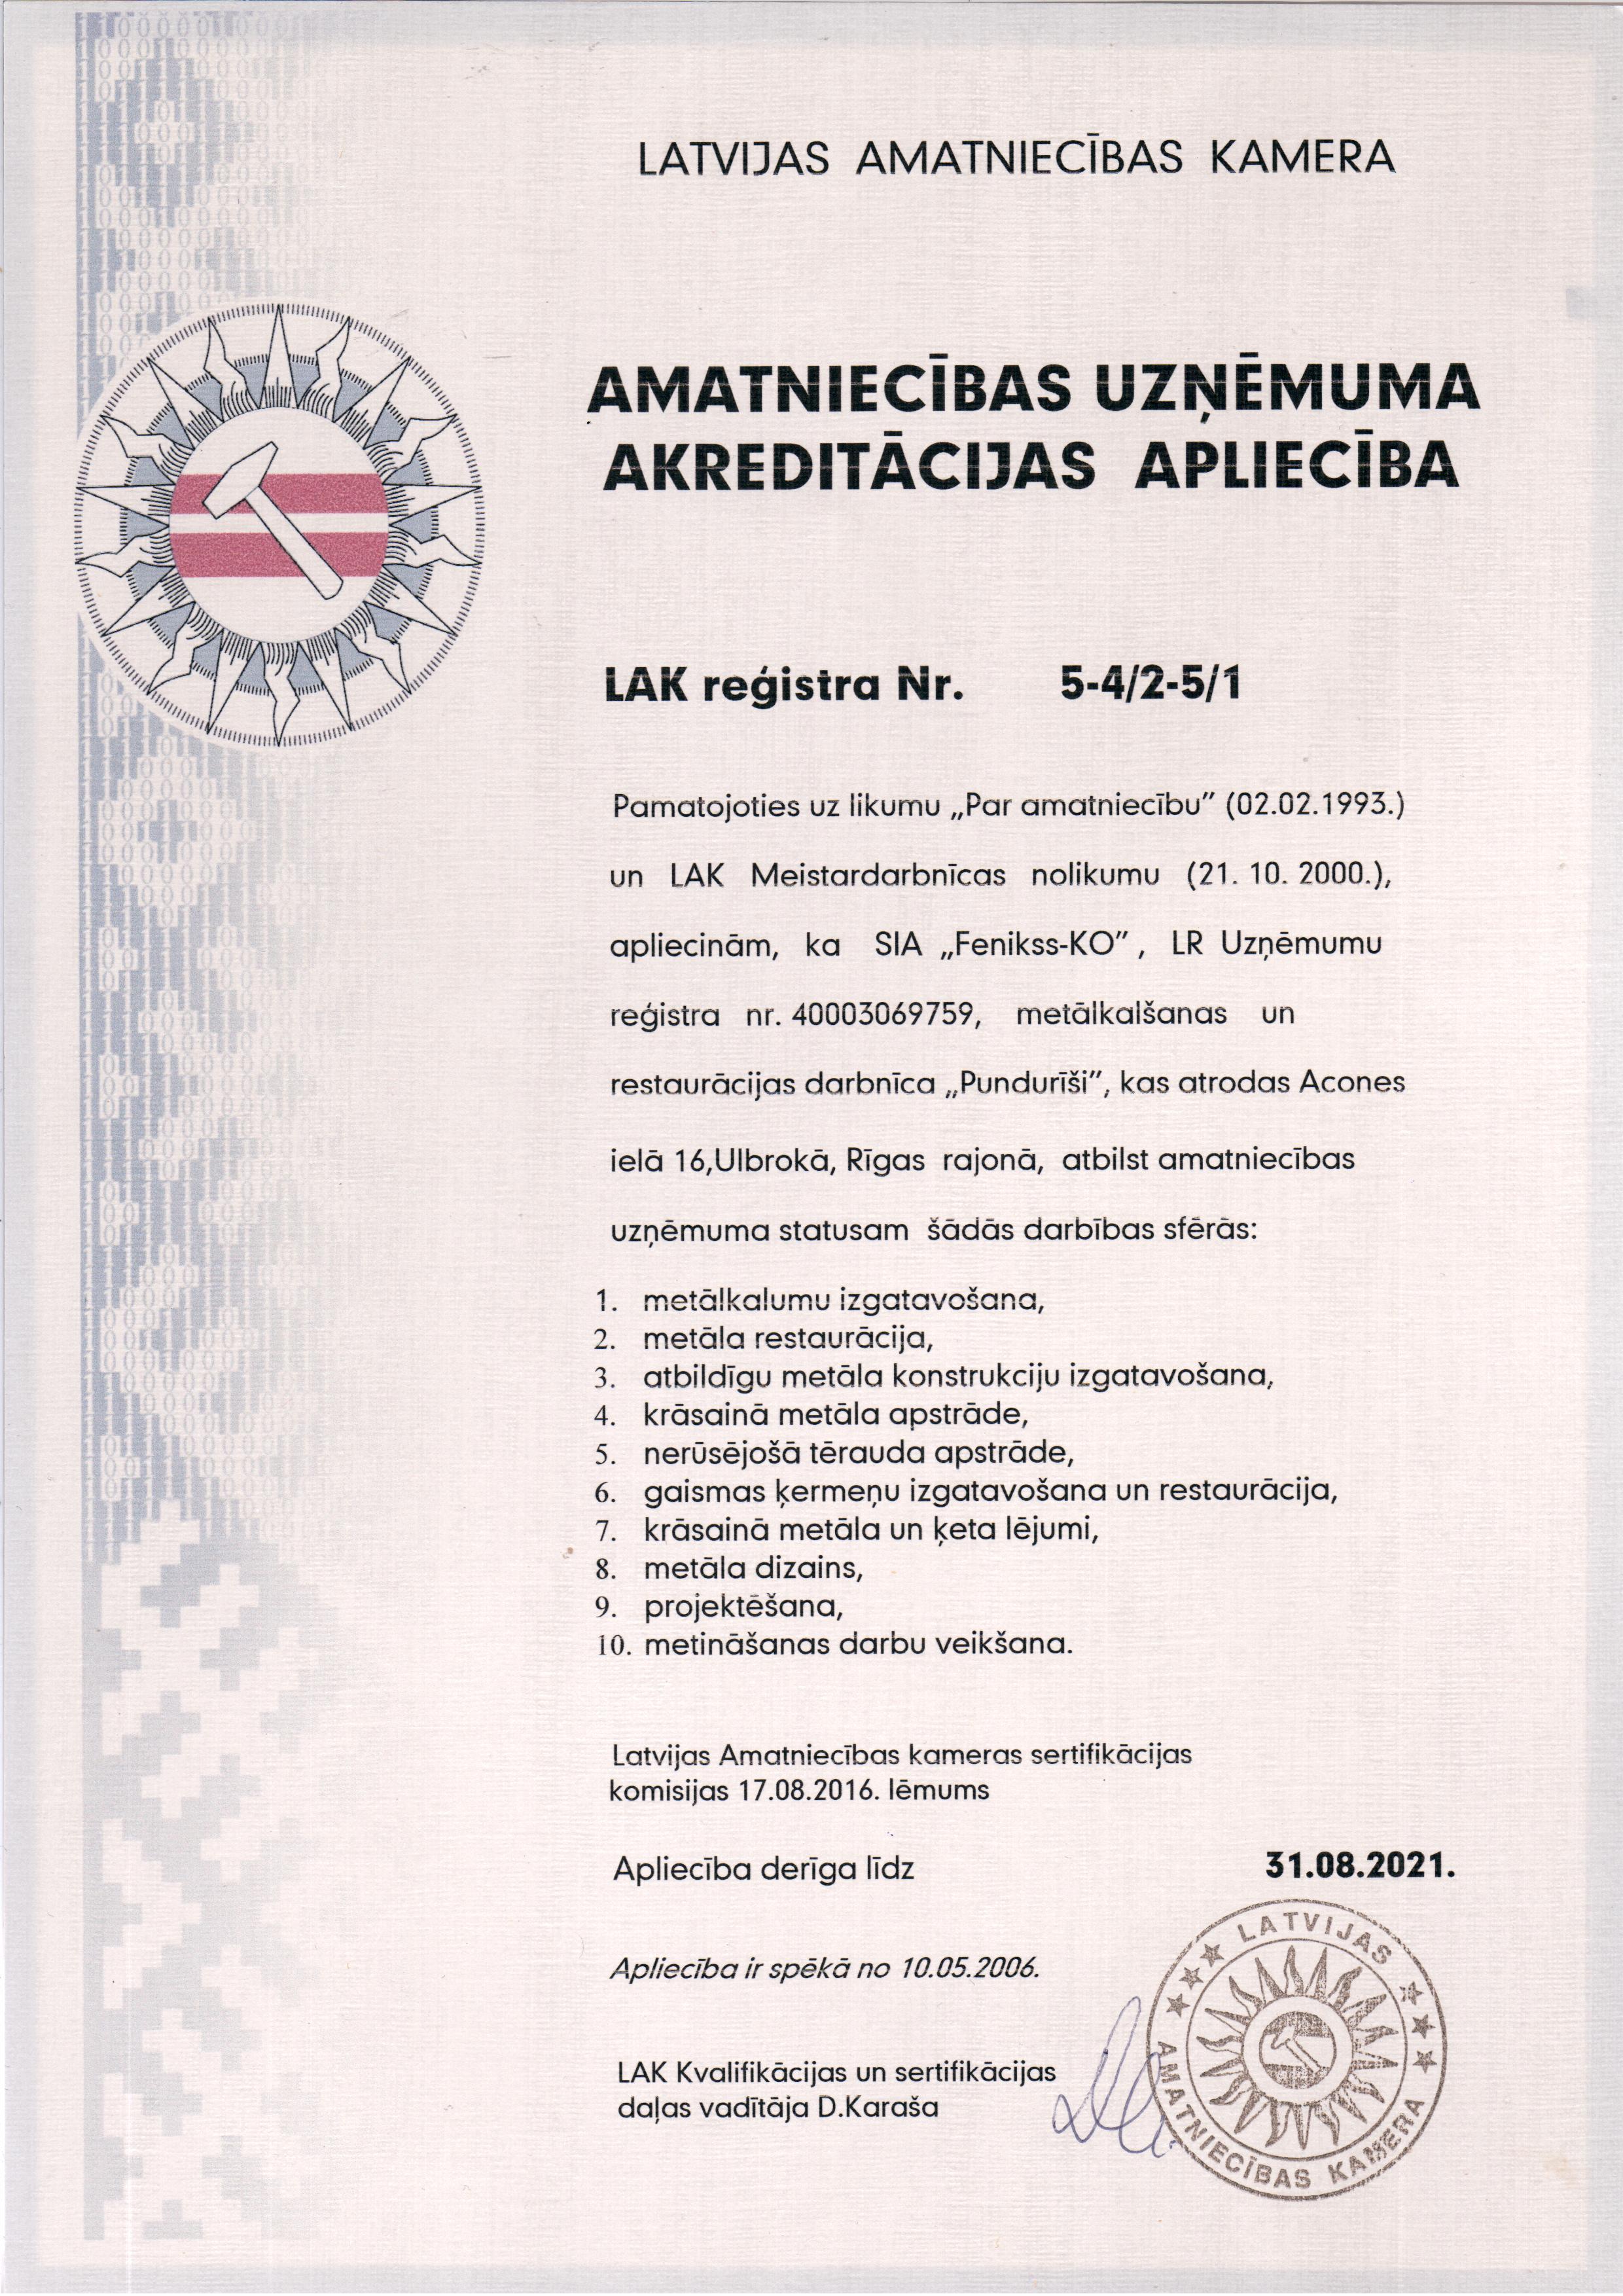 LATVIJAS AMATNIECĪBAS KAMERA
AMATNIECĪBAS UZŅĒMUMA
AKREDITĀCIJAS APLIECĪBA
LAK reģistra Nr. 5-4/2-5/1
Pamatojoties uz likumu „Par amatniecību” (02.02.1993.)
un LAK Meistardarbnīcas nolikumu (21. 10. 2000.),
apliecinām, ka SIA „Fenikss-KO” , LR Uzņēmumu
reģistra nr. 40003069759, metālkalšanas un
restaurācijas darbnīca „Pundurīši”, kas atrodas Acones
ielā 16,Ulbrokā, Rīgas rajonā, atbilst amatniecības
uzņēmuma statusam šādās darbības sfērās:
1. metālkalumu izgatavošana,
2. metāla restaurācija,
3. atbildīgu metāla konstrukciju izgatavošana,
4. krāsainā metāla apstrāde,
5. nerūsējošā tērauda apstrāde,
6. gaismas ķermeņu izgatavošana un restaurācija,
7. krāsainā metāla un ķeta lējumi,
8. metāla dizains,
9. projektēšana,
10. metināšanas darbu veikšana.
Latvijas Amatniecības kameras sertifikācijas
komisijas 17.08.2016. lēmums
Apliecība derīga līdz 31.08.2021.
Apliecība ir spēkā no 10.05.2006.
LAK Kvalifikācijas un sertifikācijas
daļas vadītāja D.Karaša
LATVIJAS
AMATNIECĪBAS KAMERA